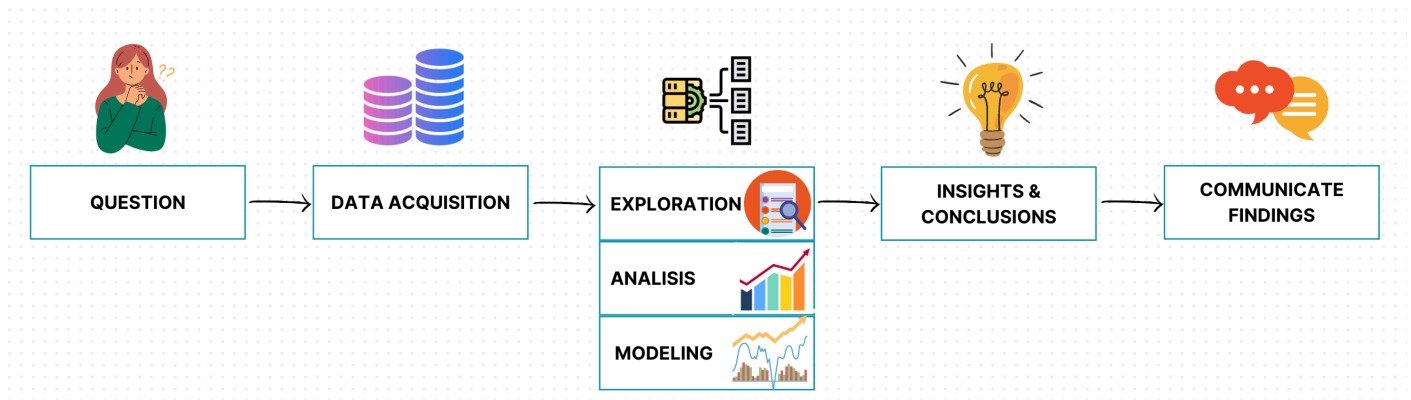 QUESTION
DATA ACQUISITION
EXPLORATION
ANALISIS
MODELING
INSIGHTS &
CONCLUSIONS
COMMUNICATE
FINDINGS
??